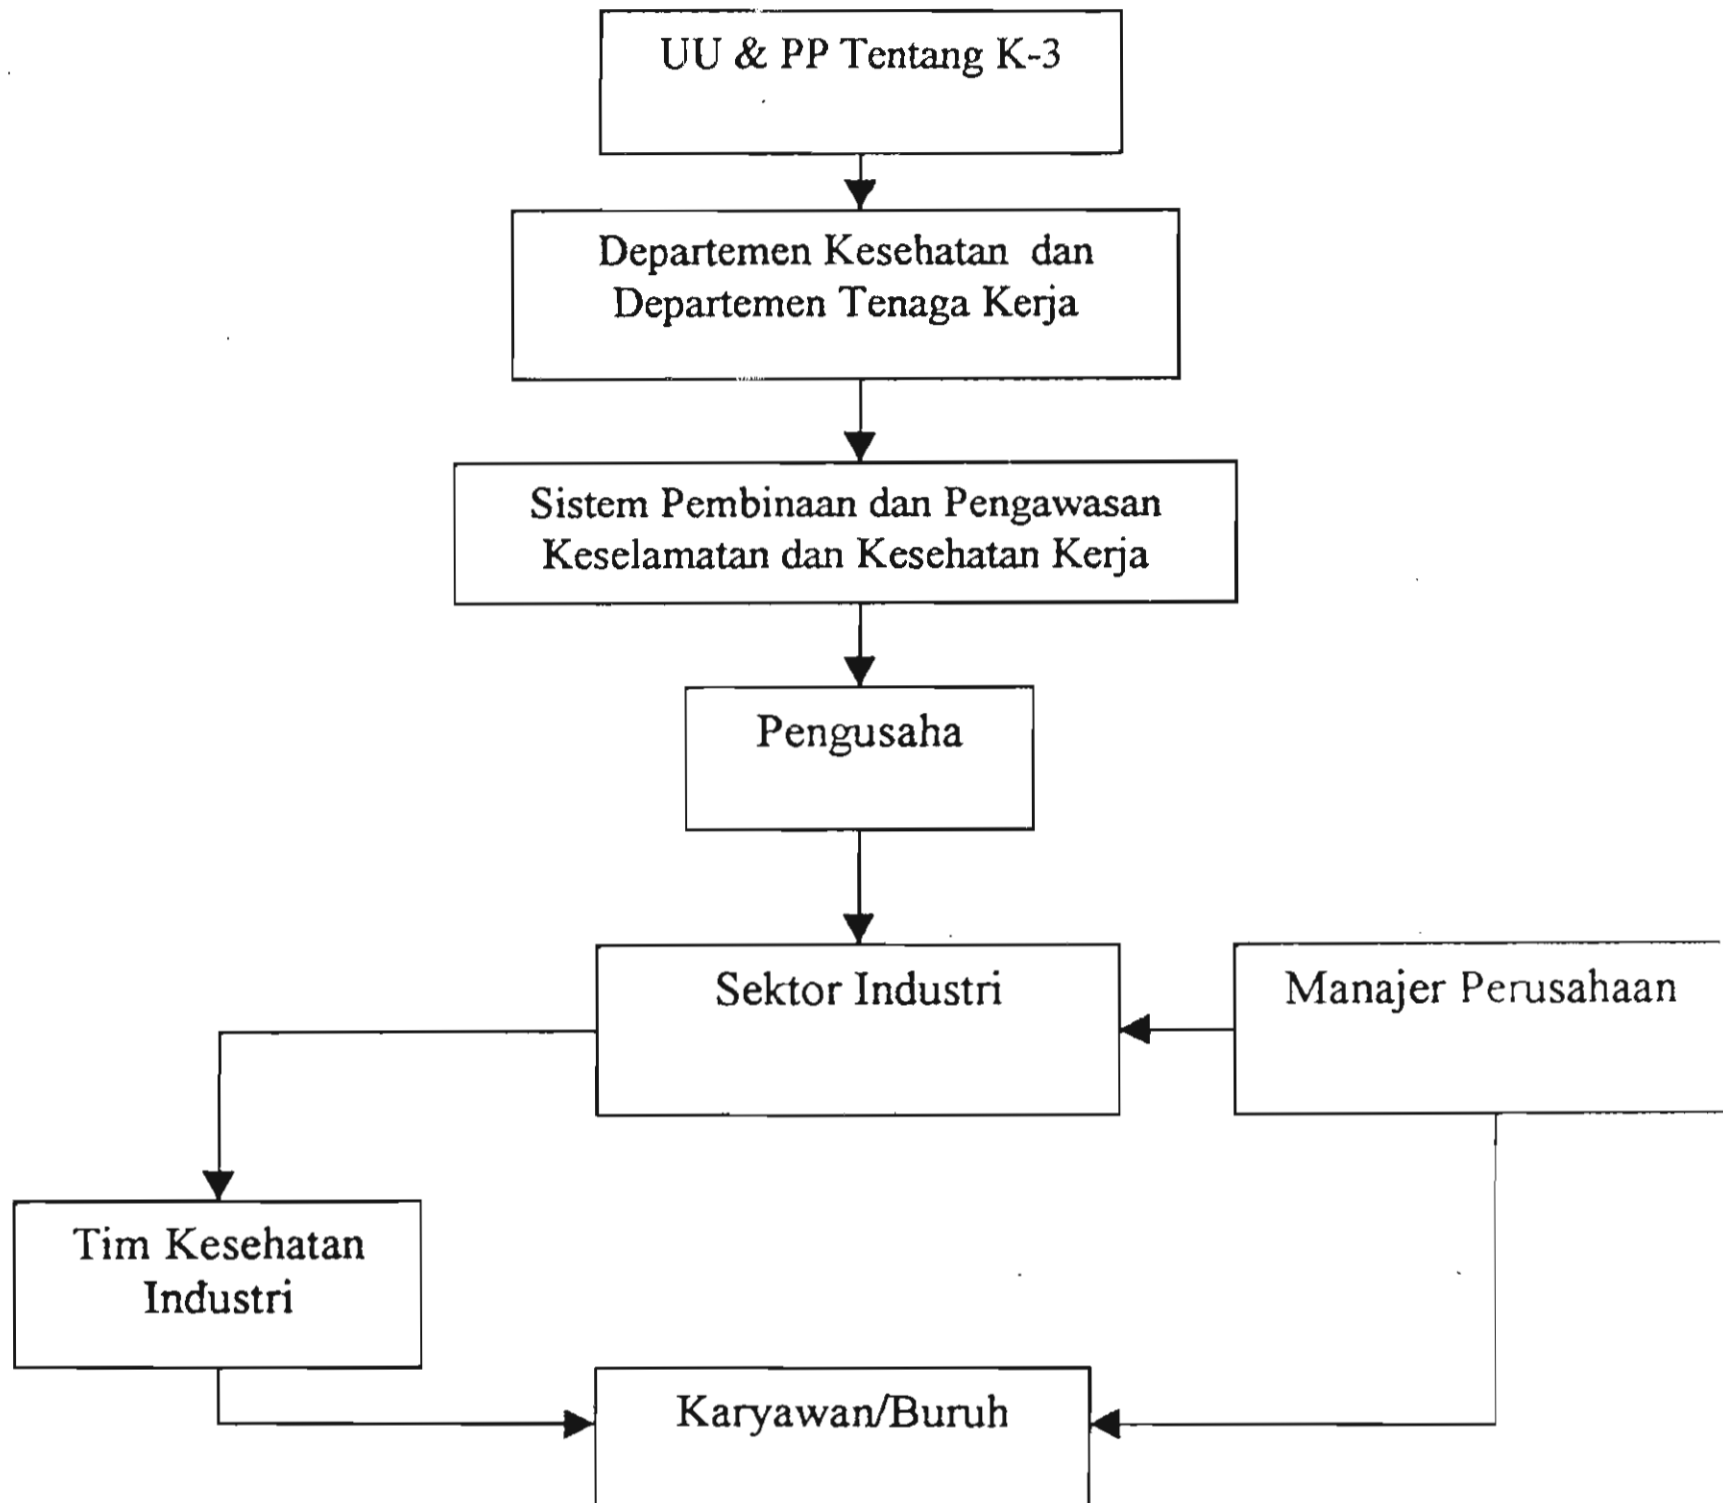 UU & PP Tentang K-3
Departemen Kesehatan dan
Departemen Tenaga Kerja
Sistem Pembinaan dan Pengawasan
Keselamatan dan Kesehatan Kerja
Pengusaha
Sektor Industri
Manajer Perusahaan
Tim Kesehatan
Industri
Karyawan/Buruh